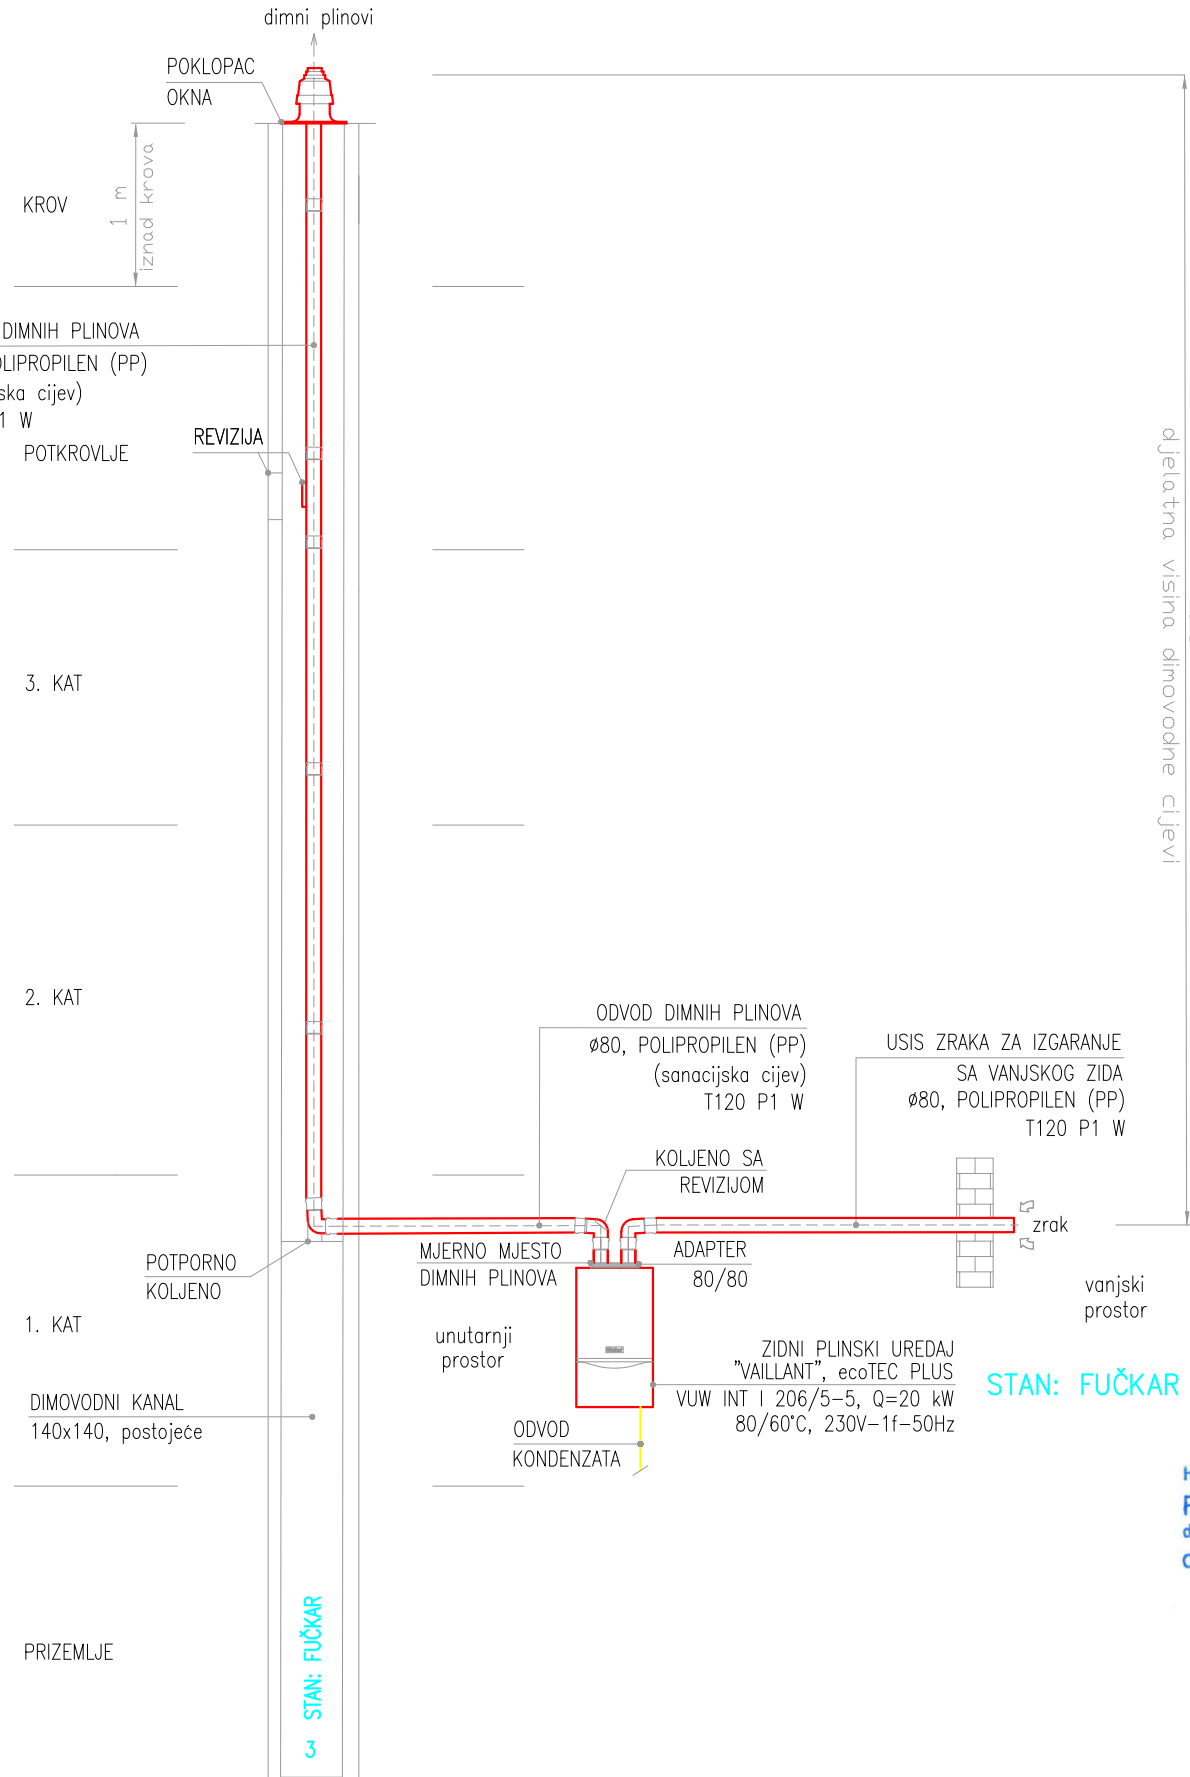 dimni plinovi
POKLOPAC
OKNA
KROV
1 m
iznad krova
DIMNIH PLINOVA
POLIPROPILEN (PP)
cijev)
W
POTKROVLJE
REVIZIJA
djelatna visina dimovodne cijevi
3. KAT
2. KAT
ODVOD DIMNIH PLINOVA
ø80, POLIPROPILEN (PP)
(sanacijska cijev)
T120 P1 W
USIS ZRAKA ZA IZGARANJE
SA VANJSKOG ZIDA
ø80, POLIPROPILEN (PP)
T120 P1 W
KOLJENO SA
REVIZIJOM
zrak
MJERNO MJESTO
DIMNIH PLINOVA
ADAPTER
80/80
POTPORNO
KOLJENO
vanjski
prostor
1. KAT
unutarnji
prostor
ZIDNI PLINSKI UREDAJ
"VAILLANT", ecoTEC PLUS
VUW INT I 206/5-5, Q=20 kW
80/60°C, 230V-1f-50Hz
STAN: FUČKAR
DIMOVODNI KANAL
140x140, postojeće
ODVOD
KONDENZATA
PRIZEMLJE
3 STAN: FUČKAR